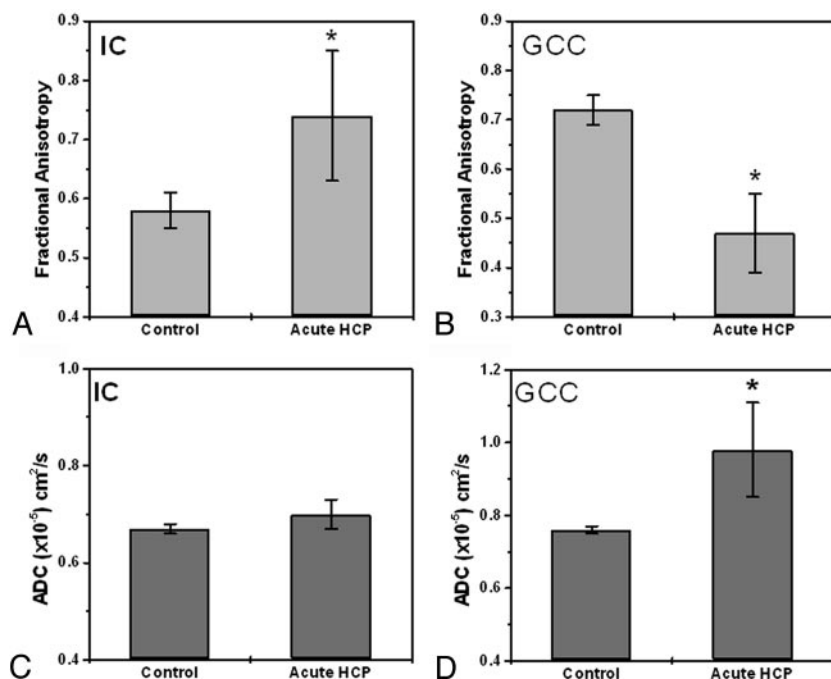 IC
*
0.9
0.8
0.7
0.6
0.5
0.4
Fractional Anisotropy
Control
Acute HCP
A
GCC
*
0.9
0.8
0.7
0.6
0.5
0.4
0.3
Fractional Anisotropy
Control
Acute HCP
B
IC
1.0
0.8
0.6
0.4
ADC (x10⁻⁵) cm²/s
Control
Acute HCP
C
GCC
*
1.2
1.0
0.8
0.6
0.4
ADC (x10⁻⁵) cm²/s
Control
Acute HCP
D